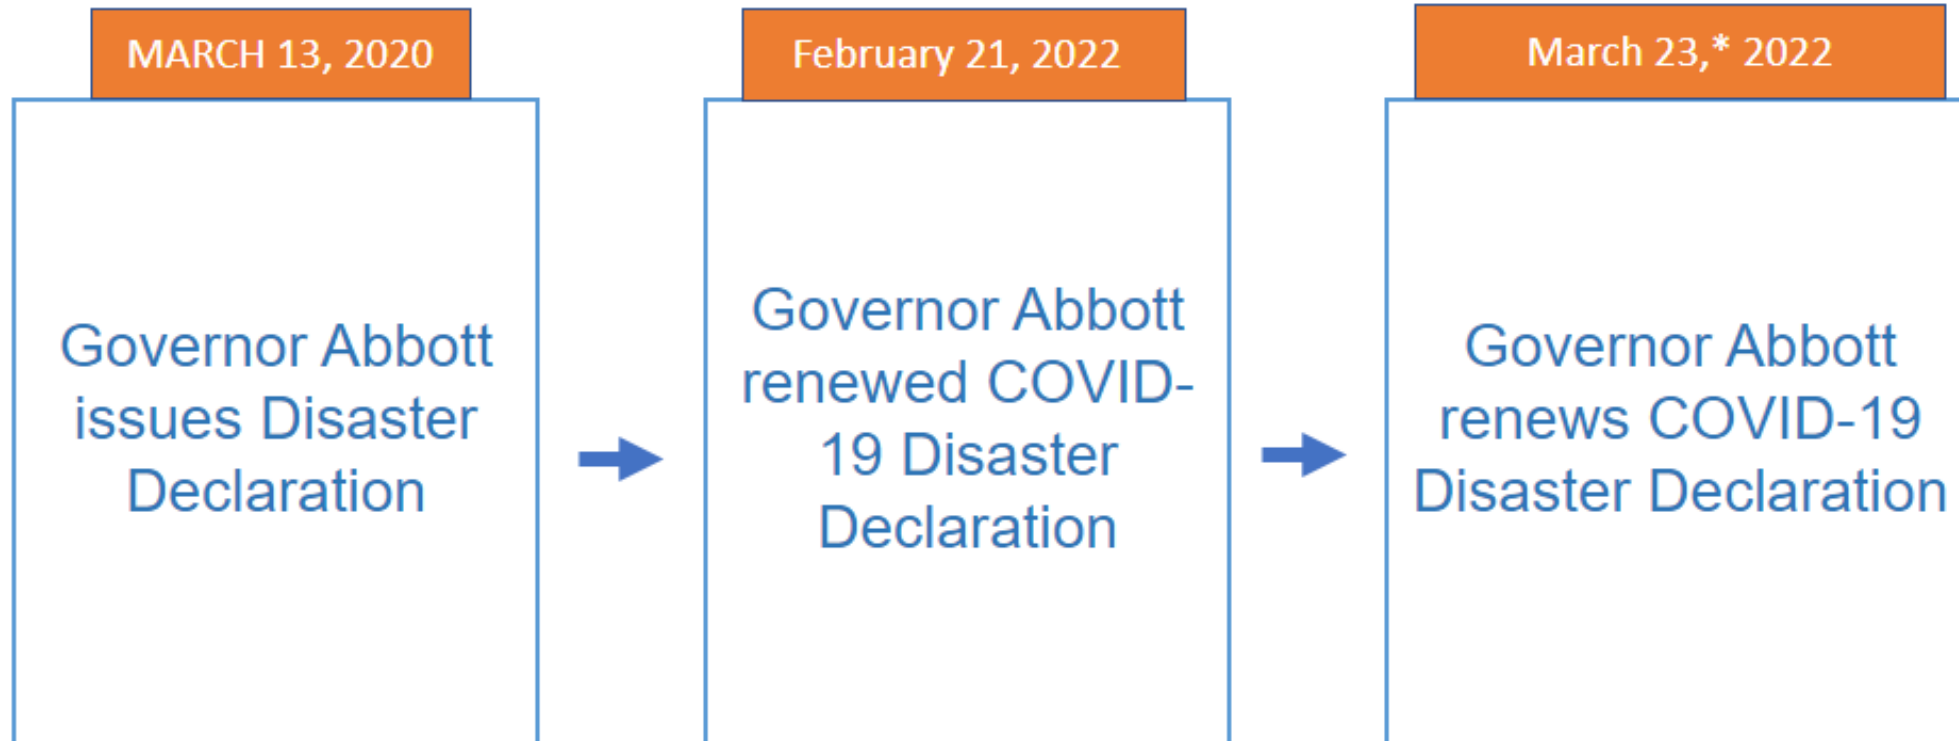 MARCH 13, 2020
Governor Abbott
issues Disaster
Declaration
February 21, 2022
Governor Abbott
renewed COVID-
19 Disaster
Declaration
March 23,* 2022
Governor Abbott
renews COVID-19
Disaster Declaration